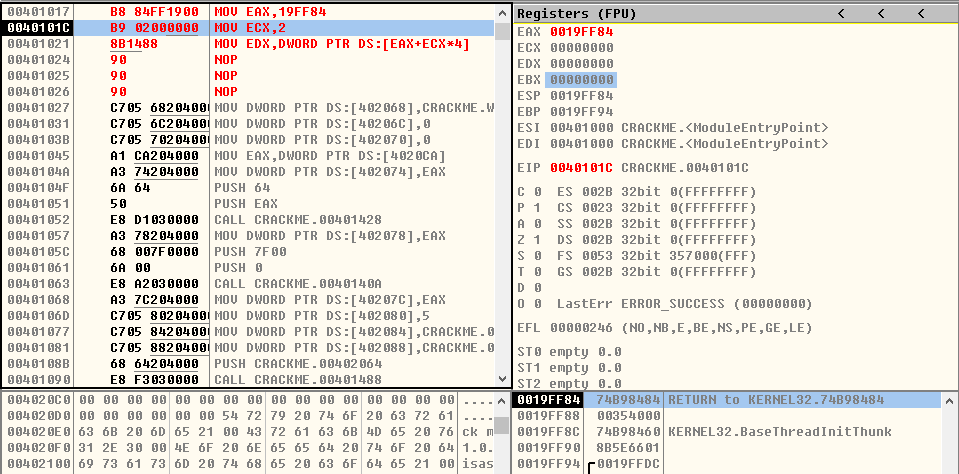 00401017 B8 84FF1900 MOV EAX,19FF84
0040101C B9 02000000 MOV ECX,2
00401021 8B1488 MOV EDX,DWORD PTR DS:[EAX+ECX*4]
00401024 90 NOP
00401025 90 NOP
00401026 90 NOP
00401027 C705 68204000 MOV DWORD PTR DS:[402068],CRACKME.W
00401031 C705 6C204000 MOV DWORD PTR DS:[40206C],0
0040103B C705 70204000 MOV DWORD PTR DS:[402070],0
00401045 A1 CA204000 MOV EAX,DWORD PTR DS:[4020CA]
0040104A A3 74204000 MOV DWORD PTR DS:[402074],EAX
0040104F 6A 64 PUSH 64
00401051 50 PUSH EAX
00401052 E8 D1030000 CALL CRACKME.00401428
00401057 A3 78204000 MOV DWORD PTR DS:[402078],EAX
0040105C 68 007F0000 PUSH 7F00
00401061 6A 00 PUSH 0
00401063 E8 A2030000 CALL CRACKME.0040140A
00401068 A3 7C204000 MOV DWORD PTR DS:[40207C],EAX
0040106D C705 80204000 MOV DWORD PTR DS:[402080],5
00401077 C705 84204000 MOV DWORD PTR DS:[402084],CRACKME.0
00401081 C705 88204000 MOV DWORD PTR DS:[402088],CRACKME.0
0040108B 68 64204000 PUSH CRACKME.00402064
00401090 E8 F3030000 CALL CRACKME.00401488
Registers (FPU) < < <
EAX 0019FF84
ECX 00000000
EDX 00000000
EBX 00000000
ESP 0019FF84
EBP 0019FF94
ESI 00401000 CRACKME.<ModuleEntryPoint>
EDI 00401000 CRACKME.<ModuleEntryPoint>
EIP 0040101C CRACKME.0040101C
C 0 ES 002B 32bit 0(FFFFFFFF)
P 1 CS 0023 32bit 0(FFFFFFFF)
A 0 SS 002B 32bit 0(FFFFFFFF)
Z 1 DS 002B 32bit 0(FFFFFFFF)
S 0 FS 0053 32bit 357000(FFF)
T 0 GS 002B 32bit 0(FFFFFFFF)
D 0
O 0 LastErr ERROR_SUCCESS (00000000)
EFL 00000246 (NO,NB,E,BE,NS,PE,GE,LE)
ST0 empty 0.0
ST1 empty 0.0
ST2 empty 0.0
004020C0 00 00 00 00 00 00 00 00 00 00 00 00 ....
004020D0 00 00 00 00 00 00 54 72 79 20 74 6F 20 63 72 61 ....
004020E0 63 6B 20 6D 65 21 00 43 72 61 63 6B 4D 65 20 76 ck m
004020F0 31 2E 30 00 4E 6F 20 6E 65 65 64 20 74 6F 20 64 1.0.
00402100 69 73 61 73 6D 20 74 68 65 20 63 6F 64 65 21 00 isas
0019FF84 74B98484 RETURN to KERNEL32.74B98484
0019FF88 00354000
0019FF8C 74B98460 KERNEL32.BaseThreadInitThunk
0019FF90 8B5E6601
0019FF94 0019FFDC